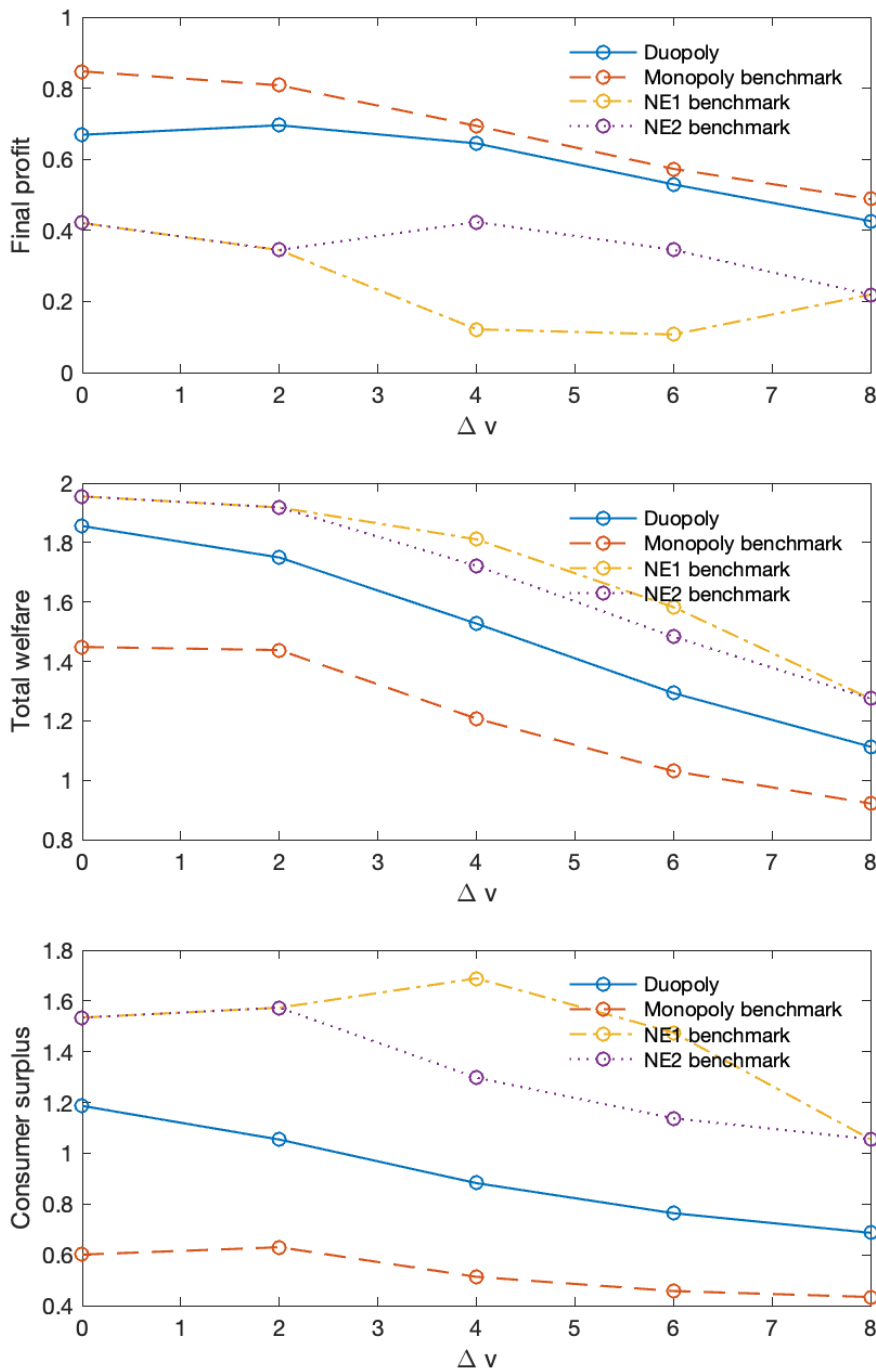 1
0.8
0.6
0.4
0.2
0
Final profit
Duopoly
Monopoly benchmark
NE1 benchmark
NE2 benchmark
0 1 2 3 4 5 6 7 8
Δ v
2
1.8
1.6
1.4
1.2
1
0.8
Total welfare
Duopoly
Monopoly benchmark
NE1 benchmark
NE2 benchmark
0 1 2 3 4 5 6 7 8
Δ v
1.8
1.6
1.4
1.2
1
0.8
0.6
0.4
Consumer surplus
Duopoly
Monopoly benchmark
NE1 benchmark
NE2 benchmark
0 1 2 3 4 5 6 7 8
Δ v